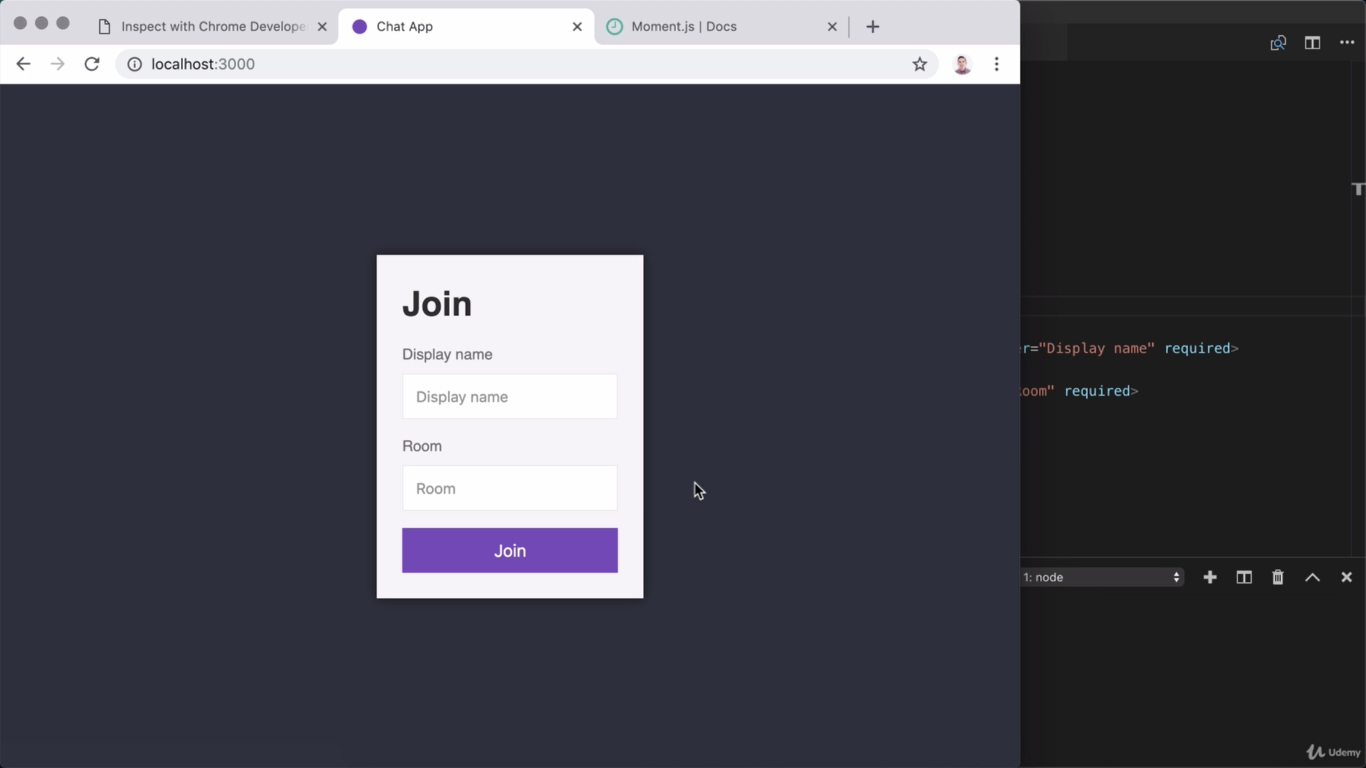 Inspect with Chrome Develope
Chat App
Moment.js | Docs
localhost:3000
Join
Display name
Display name
Room
Room
Join
r="Display name" required>
oom" required>
1: node
Udemy